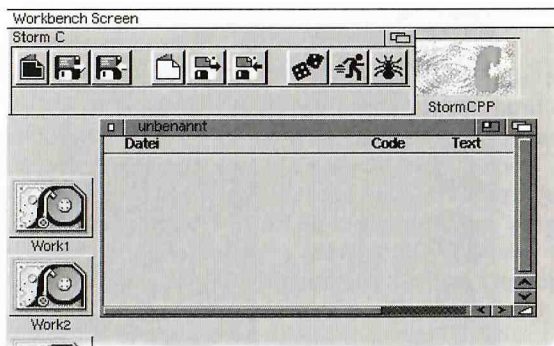 Workbench Screen
Storm C
StormCPP
unbenannt
Datei Code Text
Work1
Work2